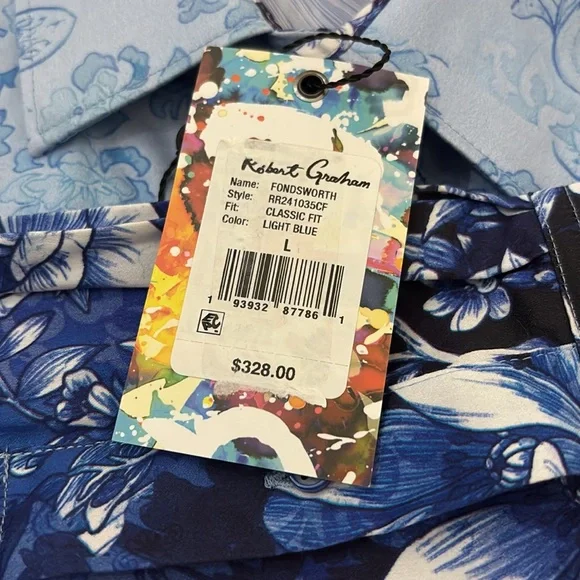 Robert Graham
Name: FONDSWORTH
Style: RR241035CF
Fit: CLASSIC FIT
Color: LIGHT BLUE
L
1 93932 87786 1
$328.00